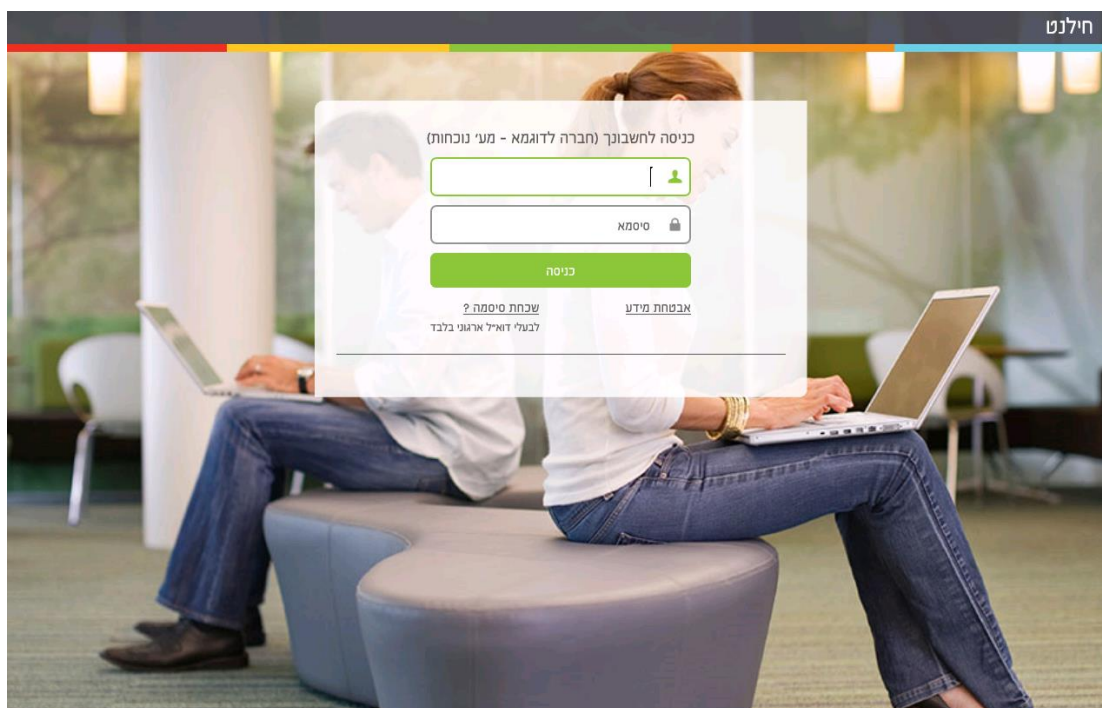 חילנט
כניסה לחשבונך (חברה לדוגמא - מע' נוכחות)
סיסמא
כניסה
אבטחת מידע
שכחת סיסמה ?
לבעלי דוא"ל ארגוני בלבד